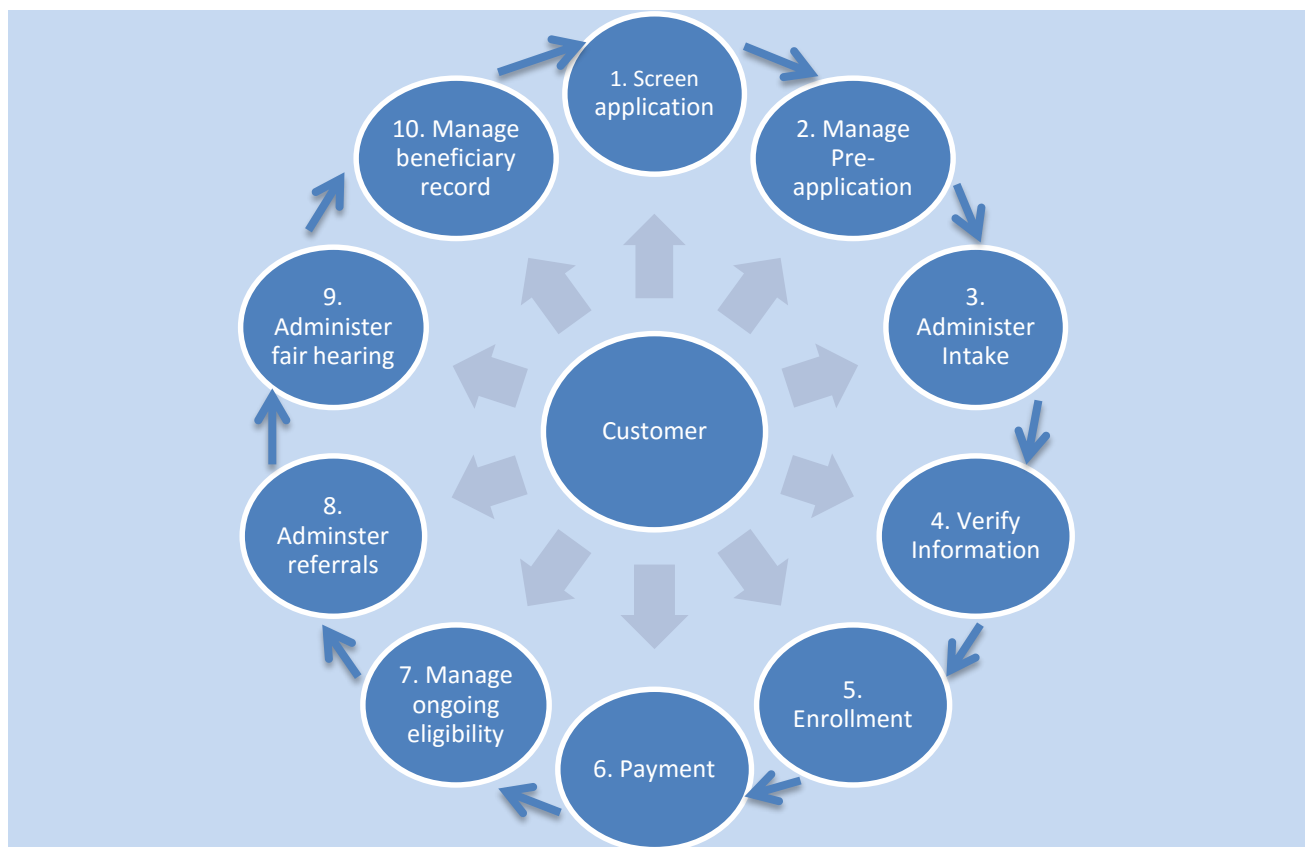 1. Screen
application
2. Manage
Pre-
application
3.
Administer
Intake
4. Verify
Information
5.
Enrollment
6. Payment
7. Manage
ongoing
eligibility
8.
Adminster
referrals
9.
Administer
fair hearing
10. Manage
beneficiary
record
Customer